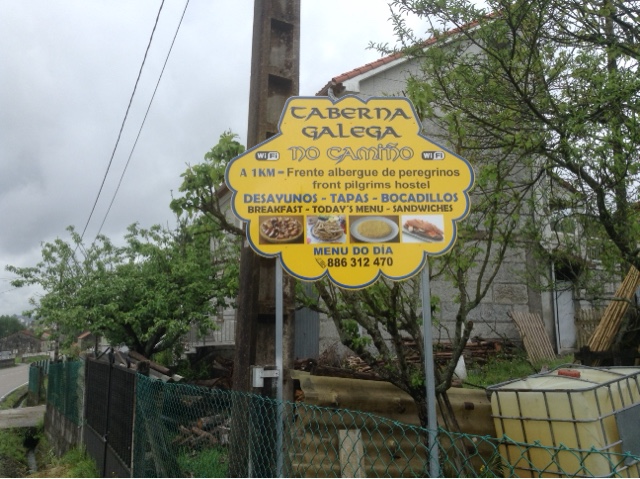 TABERNA
GALEGA
WiFi NO CAMIÑO WiFi
A 1KM = Frente albergue de peregrinos
front pilgrims hostel
DESAYUNOS - TAPAS - BOCADILLOS
BREAKFAST - TODAY'S MENU - SANDWICHES
MENU DO DIA
886 312 470